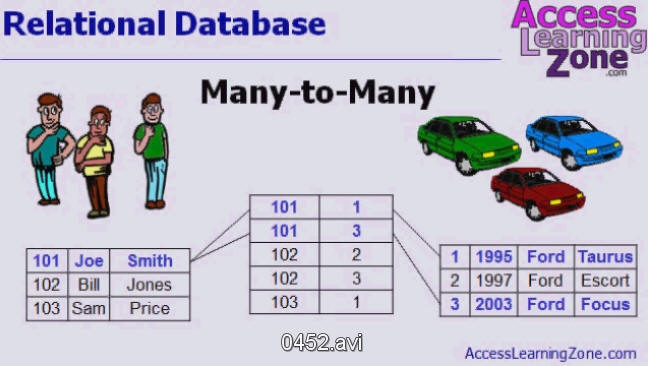 Relational Database
Access
Learning
Zone
.com
Many-to-Many
101 1
101 3
102 2
102 3
103 1
101 Joe Smith
102 Bill Jones
103 Sam Price
1 1995 Ford Taurus
2 1997 Ford Escort
3 2003 Ford Focus
0452.avi
AccessLearningZone.com